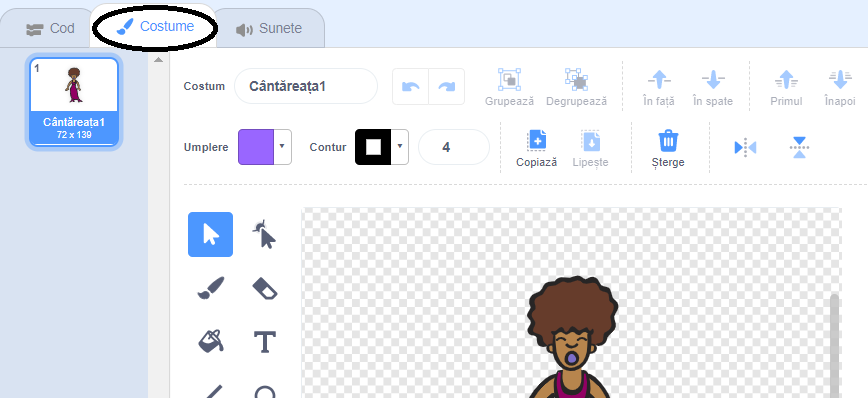 Cod
Costume
Sunete
1
Cântăreața1
72 x 139
Costum
Cântăreața1
Grupează
Degrupează
În față
În spate
Primul
Înapoi
Umplere
Contur
4
Copiază
Lipește
Șterge
T